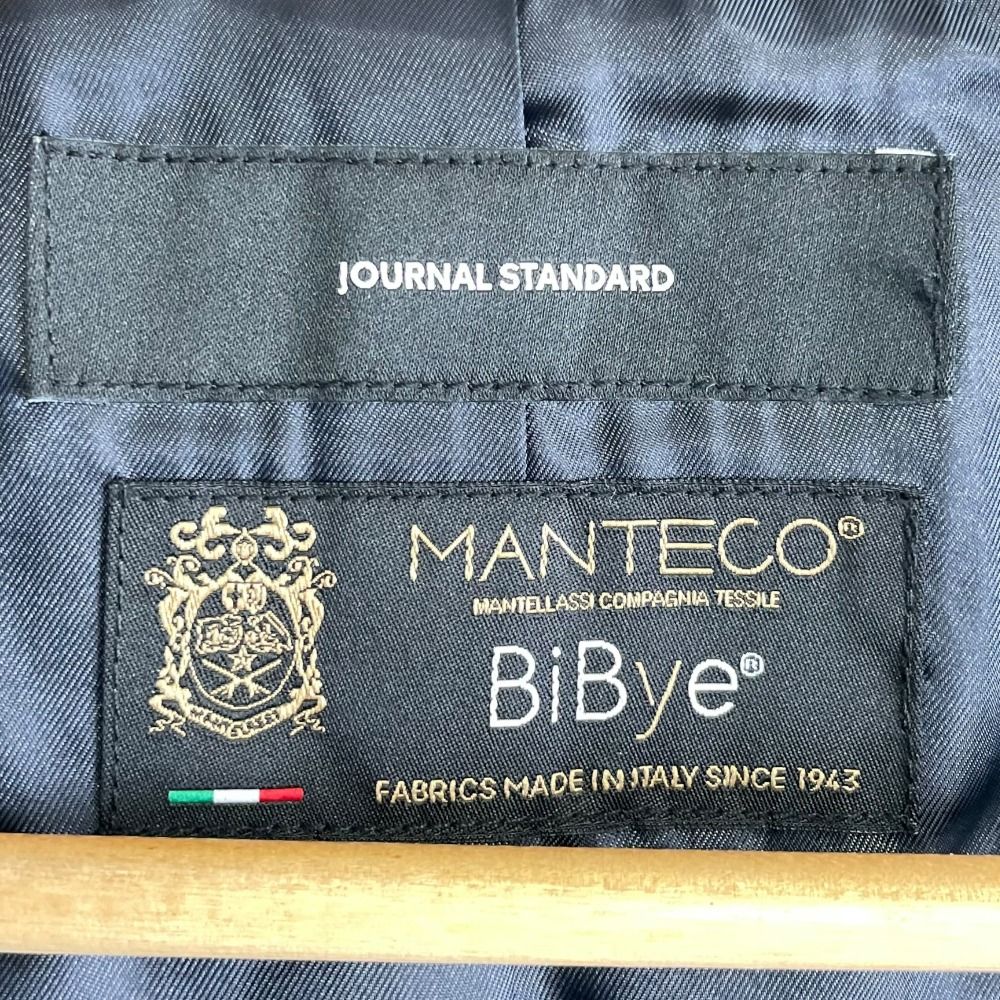 JOURNAL STANDARD
MANTECO®
MANTELLASSI COMPAGNIA TESSILE
BiBye®
FABRICS MADE IN ITALY SINCE 1943